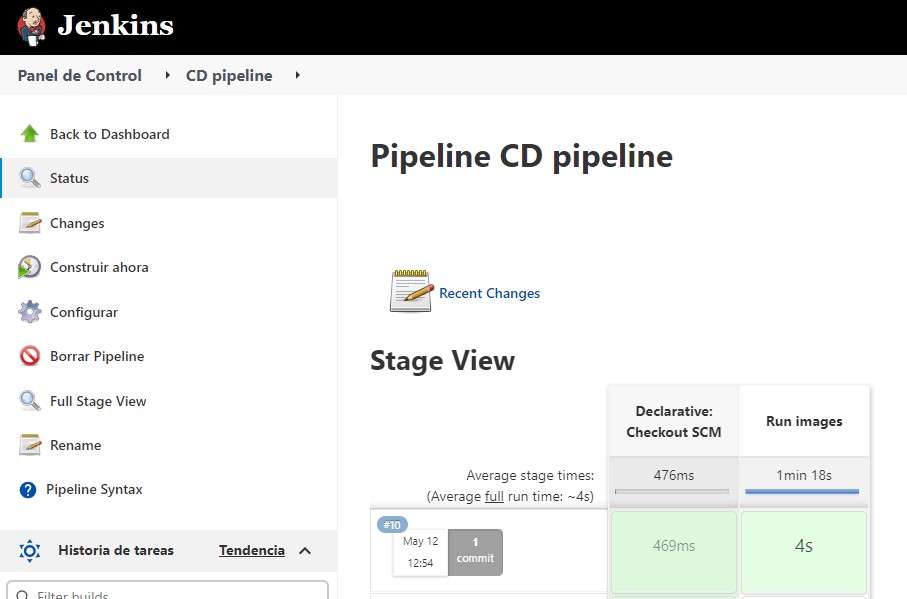 Jenkins
Panel de Control
CD pipeline
Back to Dashboard
Status
Changes
Construir ahora
Configurar
Borrar Pipeline
Full Stage View
Rename
Pipeline Syntax
Historia de tareas
Tendencia
Filter builds
Pipeline CD pipeline
Recent Changes
Stage View
Declarative:
Checkout SCM
Run images
Average stage times:
(Average full run time: ~4s)
476ms
1min 18s
#10
May 12
12:54
1
commit
469ms
4s